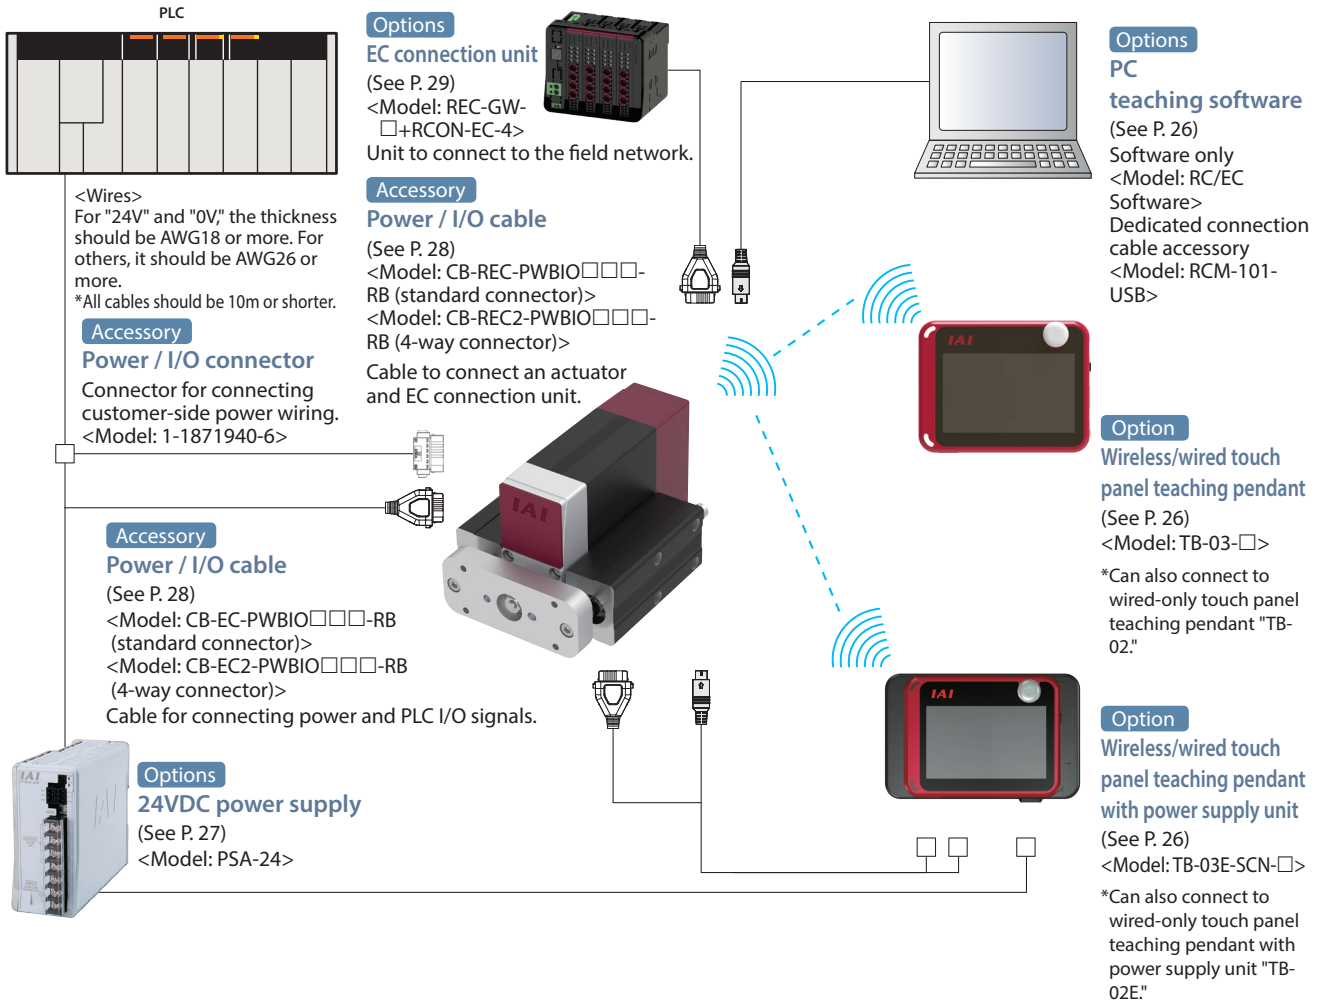 PLC
<Wires>
For "24V" and "0V," the thickness
should be AWG18 or more. For
others, it should be AWG26 or
more.
*All cables should be 10m or shorter.
Accessory
Power / I/O connector
Connector for connecting
customer-side power wiring.
<Model: 1-1871940-6>
Accessory
Power / I/O cable
(See P. 28)
<Model: CB-EC-PWBIO□□□-RB
(standard connector)>
<Model: CB-EC2-PWBIO□□□-RB
(4-way connector)>
Cable for connecting power and PLC I/O signals.
IAI
Options
24VDC power supply
(See P. 27)
<Model: PSA-24>
Options
EC connection unit
(See P. 29)
<Model: REC-GW-
□+RCON-EC-4>
Unit to connect to the field network.
Accessory
Power / I/O cable
(See P. 28)
<Model: CB-REC-PWBIO□□□-
RB (standard connector)>
<Model: CB-REC2-PWBIO□□□-
RB (4-way connector)>
Cable to connect an actuator
and EC connection unit.
IAI
Options
PC
teaching software
(See P. 26)
Software only
<Model: RC/EC
Software>
Dedicated connection
cable accessory
<Model: RCM-101-
USB>
IAI
Option
Wireless/wired touch
panel teaching pendant
(See P. 26)
<Model: TB-03-□>
*Can also connect to
wired-only touch panel
teaching pendant "TB-
02."
IAI
Option
Wireless/wired touch
panel teaching pendant
with power supply unit
(See P. 26)
<Model: TB-03E-SCN-□>
*Can also connect to
wired-only touch panel
teaching pendant with
power supply unit "TB-
02E."